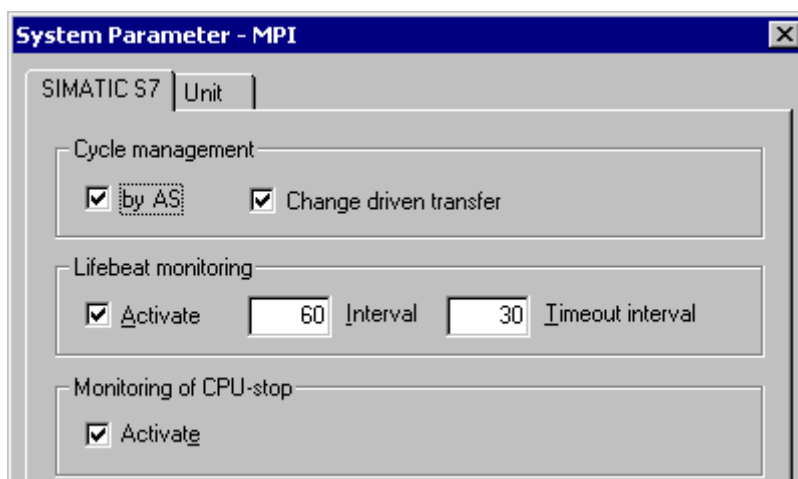 System Parameter - MPI
SIMATIC S7 Unit
Cycle management
by AS Change driven transfer
Lifebeat monitoring
Activate 60 Interval 30 Timeout interval
Monitoring of CPU-stop
Activate